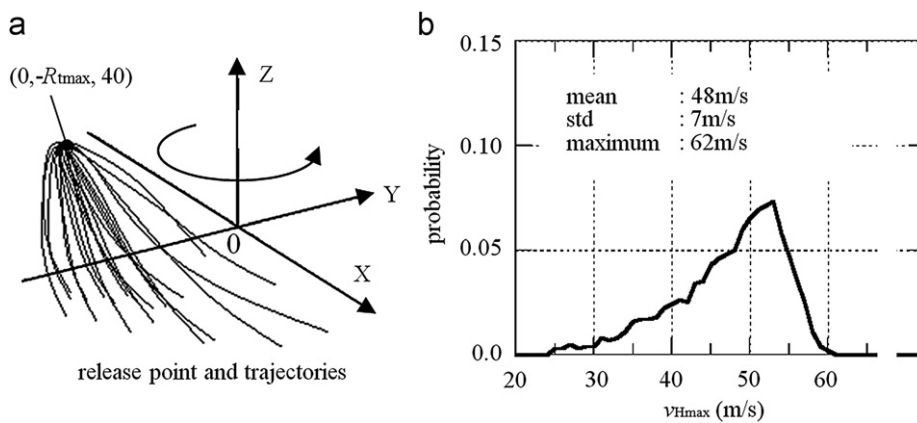 a
(0,-Rtmax, 40)
Z
Y
0
X
release point and trajectories
b
0.15
mean : 48m/s
std : 7m/s
maximum : 62m/s
0.10
probability
0.05
0.0
20 30 40 50 60
vHmax (m/s)